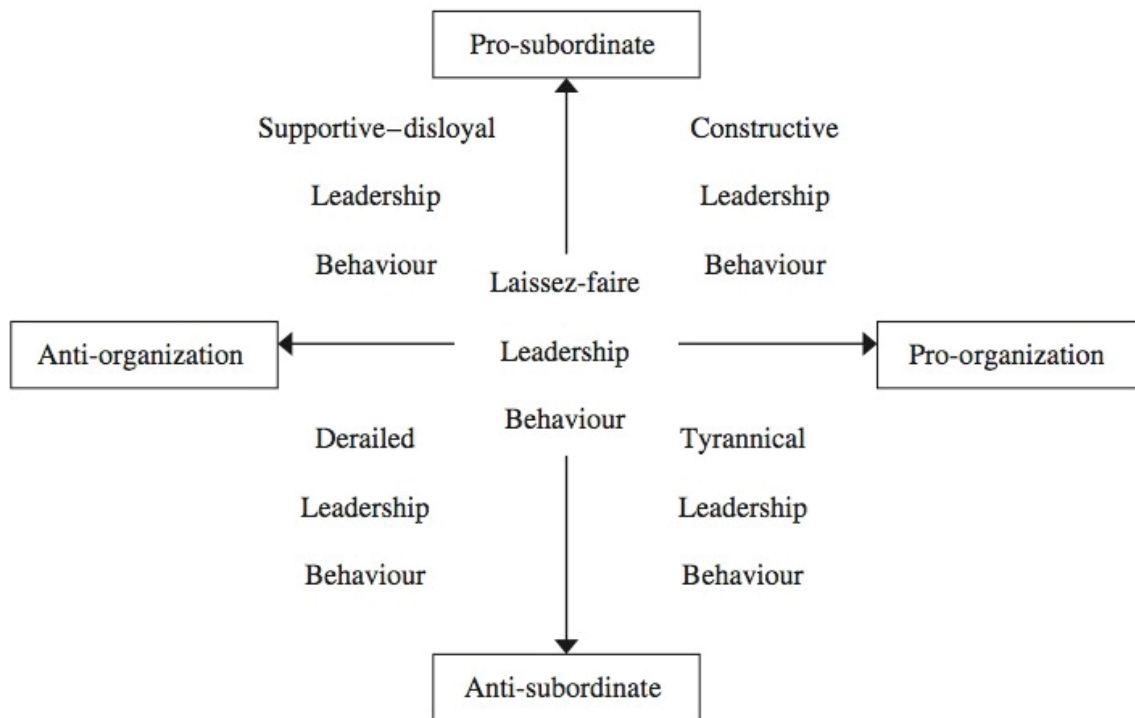 Pro-subordinate
Supportive–disloyal
Leadership
Behaviour
Constructive
Leadership
Behaviour
Laissez-faire
Leadership
Behaviour
Anti-organization
Pro-organization
Derailed
Leadership
Behaviour
Tyrannical
Leadership
Behaviour
Anti-subordinate